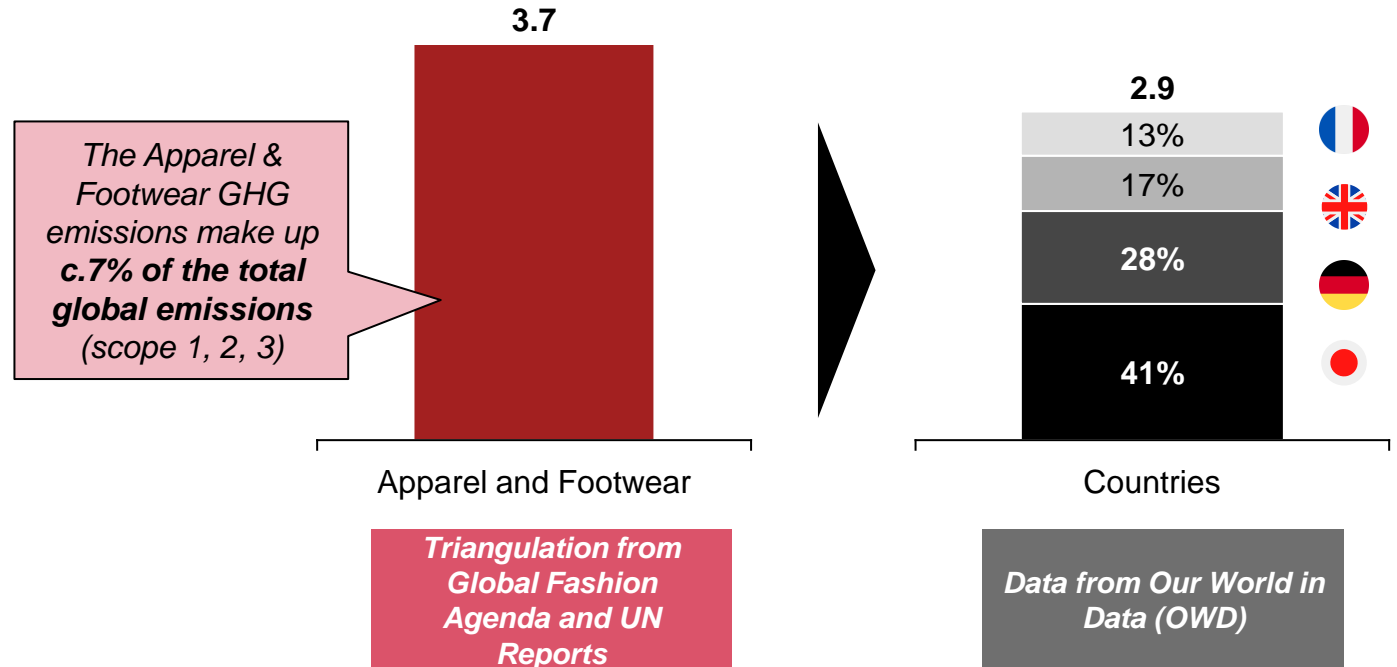 3.7
The Apparel &
Footwear GHG
emissions make up
c.7% of the total
global emissions
(scope 1, 2, 3)
2.9
13%
17%
28%
41%
Apparel and Footwear
Countries
Triangulation from
Global Fashion
Agenda and UN
Reports
Data from Our World in
Data (OWD)